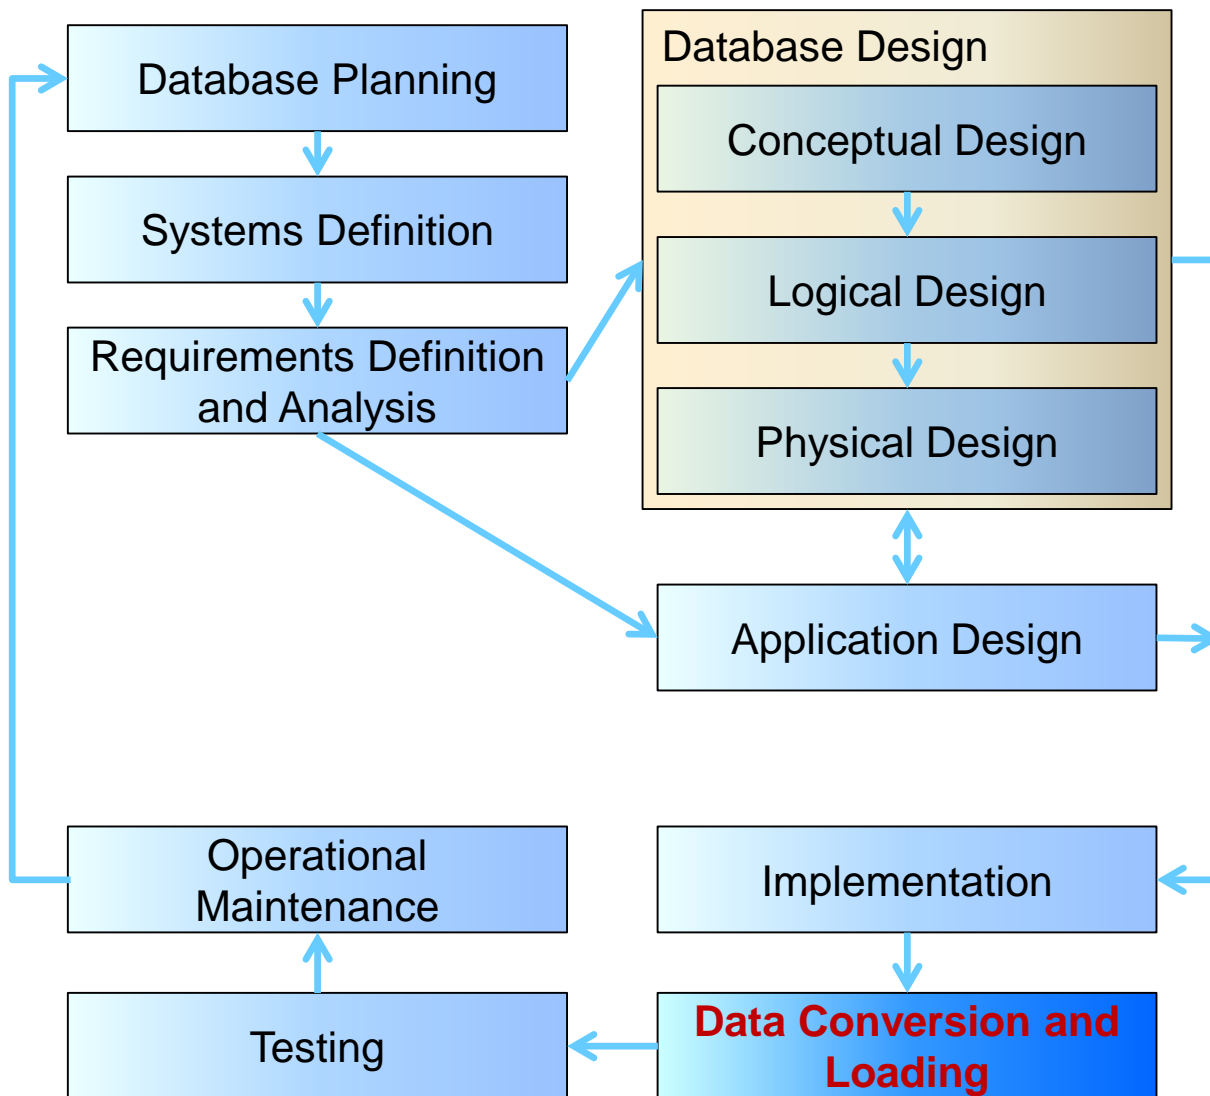 Database Planning
Systems Definition
Requirements Definition
and Analysis
Database Design
Conceptual Design
Logical Design
Physical Design
Application Design
Operational
Maintenance
Implementation
Testing
Data Conversion and
Loading